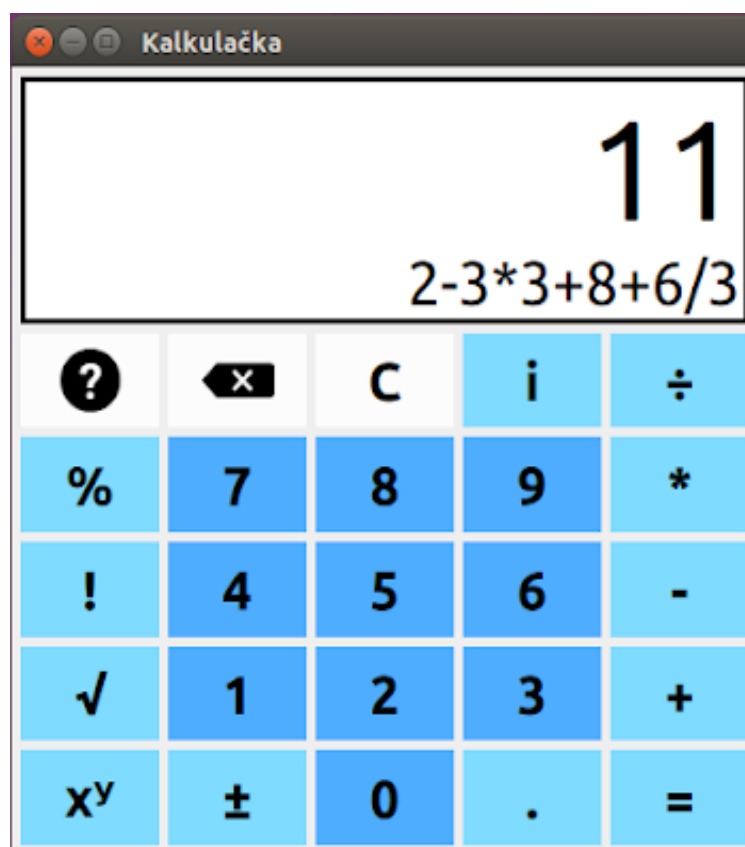 Kalkulačka
11
2-3*3+8+6/3
? C i ÷
% 7 8 9 *
! 4 5 6 -
√ 1 2 3 +
xʸ ± 0 . =